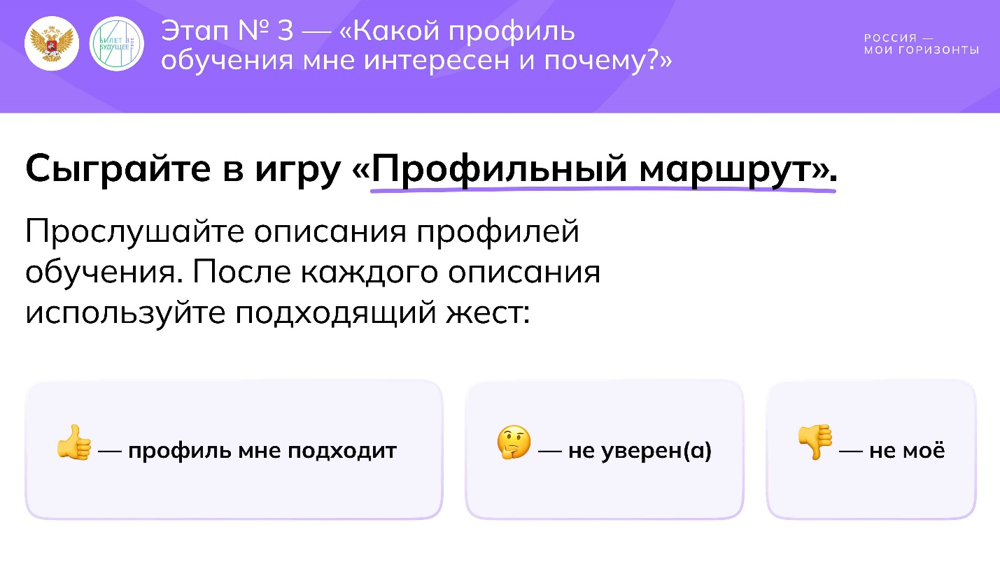 Этап № 3 — «Какой профиль
обучения мне интересен и почему?»
БИЛЕТ В
БУДУЩЕЕ
ТВОЁ
РОССИЯ —
МОИ ГОРИЗОНТЫ
Сыграйте в игру «Профильный маршрут».
Прослушайте описания профилей
обучения. После каждого описания
используйте подходящий жест:
— профиль мне подходит
— не уверен(а)
— не моё